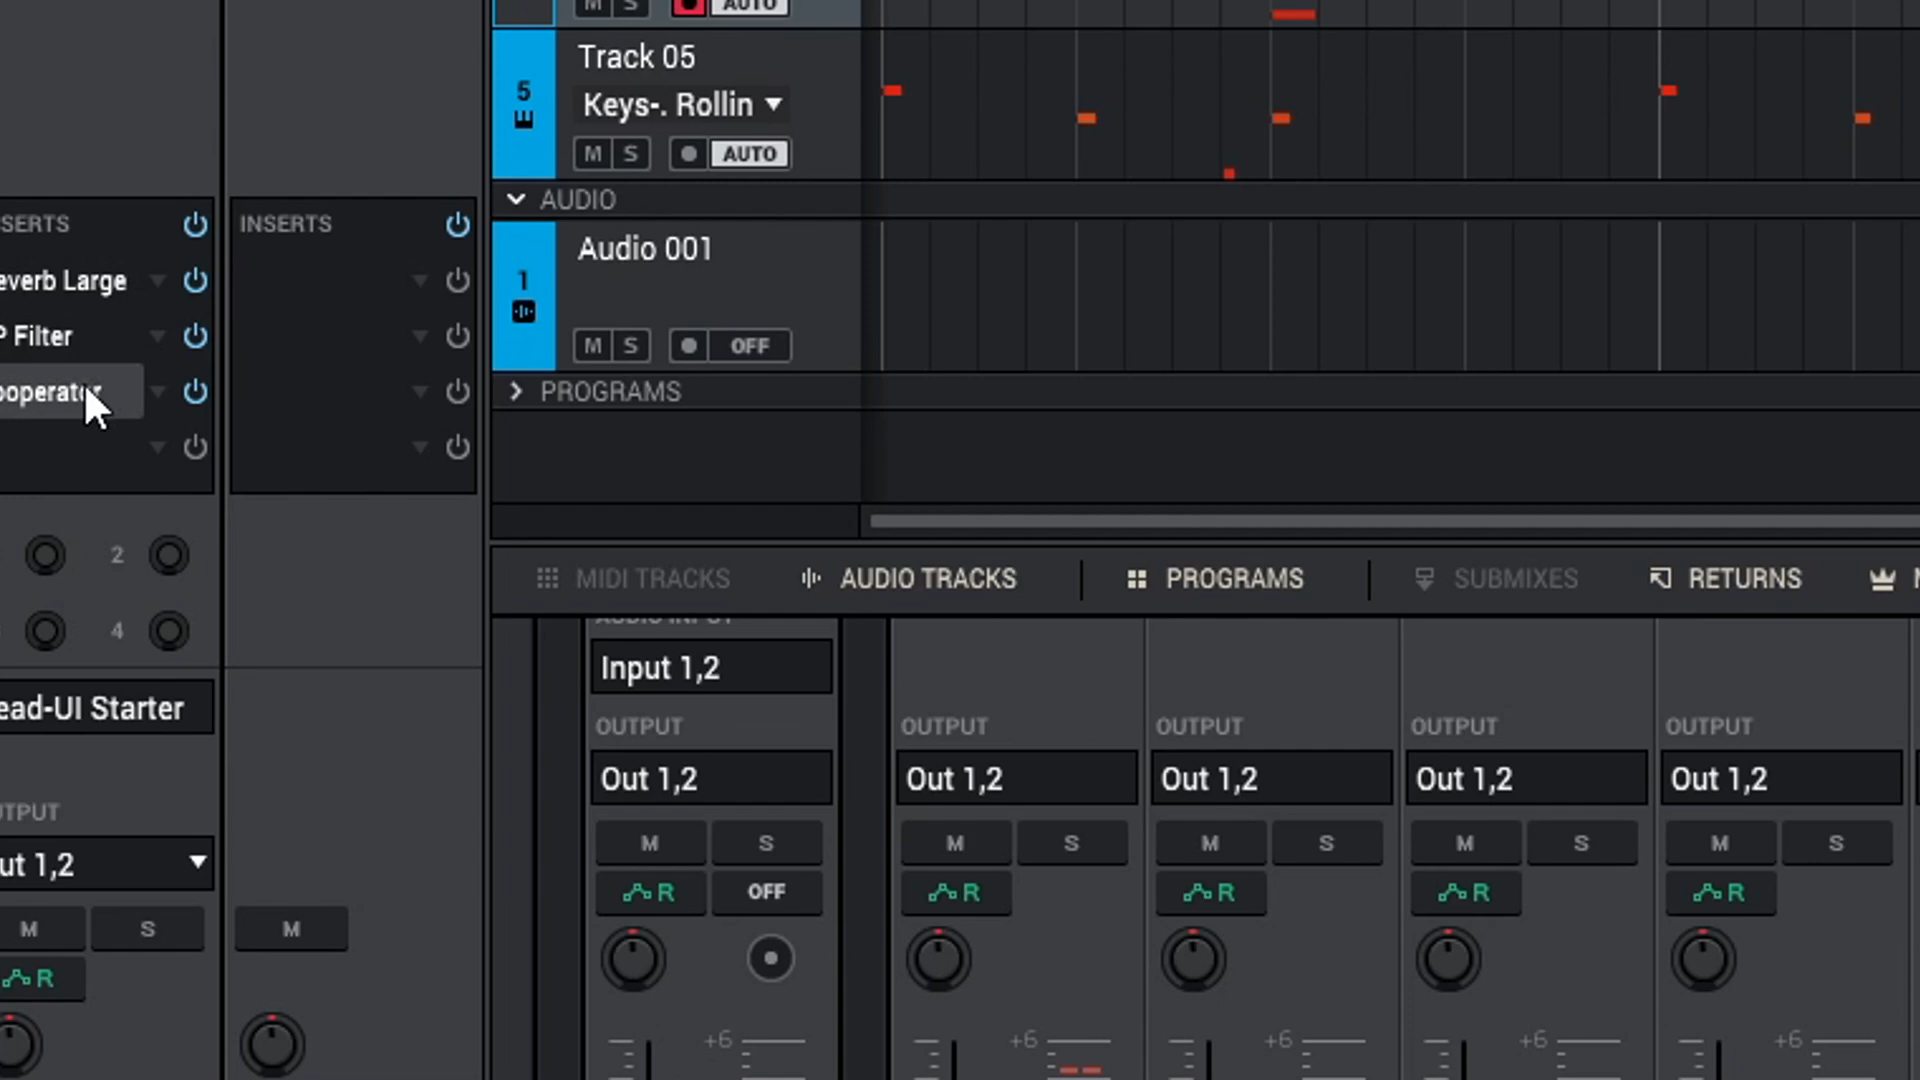 M S AUTO
Track 05
5
Keys-. Rollin
M S AUTO
AUDIO
Audio 001
1
M S OFF
PROGRAMS
SERTS
everb Large
P Filter
ooperator
INSERTS
2
4
ead-UI Starter
UTPUT
ut 1,2
M S
R
M
MIDI TRACKS
AUDIO TRACKS
PROGRAMS
SUBMIXES
RETURNS
AUDIO INPUT
Input 1,2
OUTPUT OUTPUT OUTPUT OUTPUT OUTPUT
Out 1,2 Out 1,2 Out 1,2 Out 1,2 Out 1,2
M S M S M S M S M S
R OFF R R R R
+6 +6 +6 +6 +6